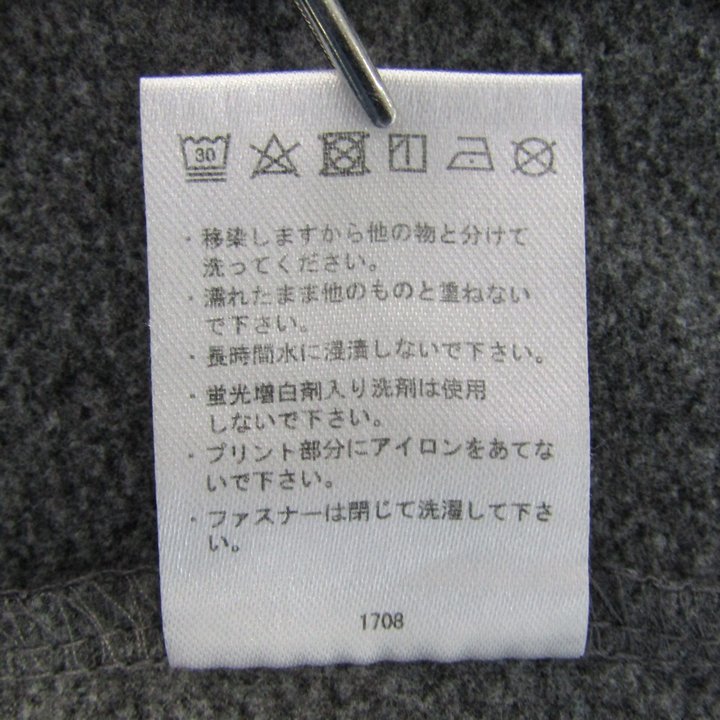 30
・移染しますから他の物と分けて
洗ってください。
・濡れたまま他のものと重ねない
で下さい。
・長時間水に浸漬しないで下さい。
・蛍光増白剤入り洗剤は使用
しないで下さい。
・プリント部分にアイロンをあてな
いで下さい。
・ファスナーは閉じて洗濯して下さ
い。
1708